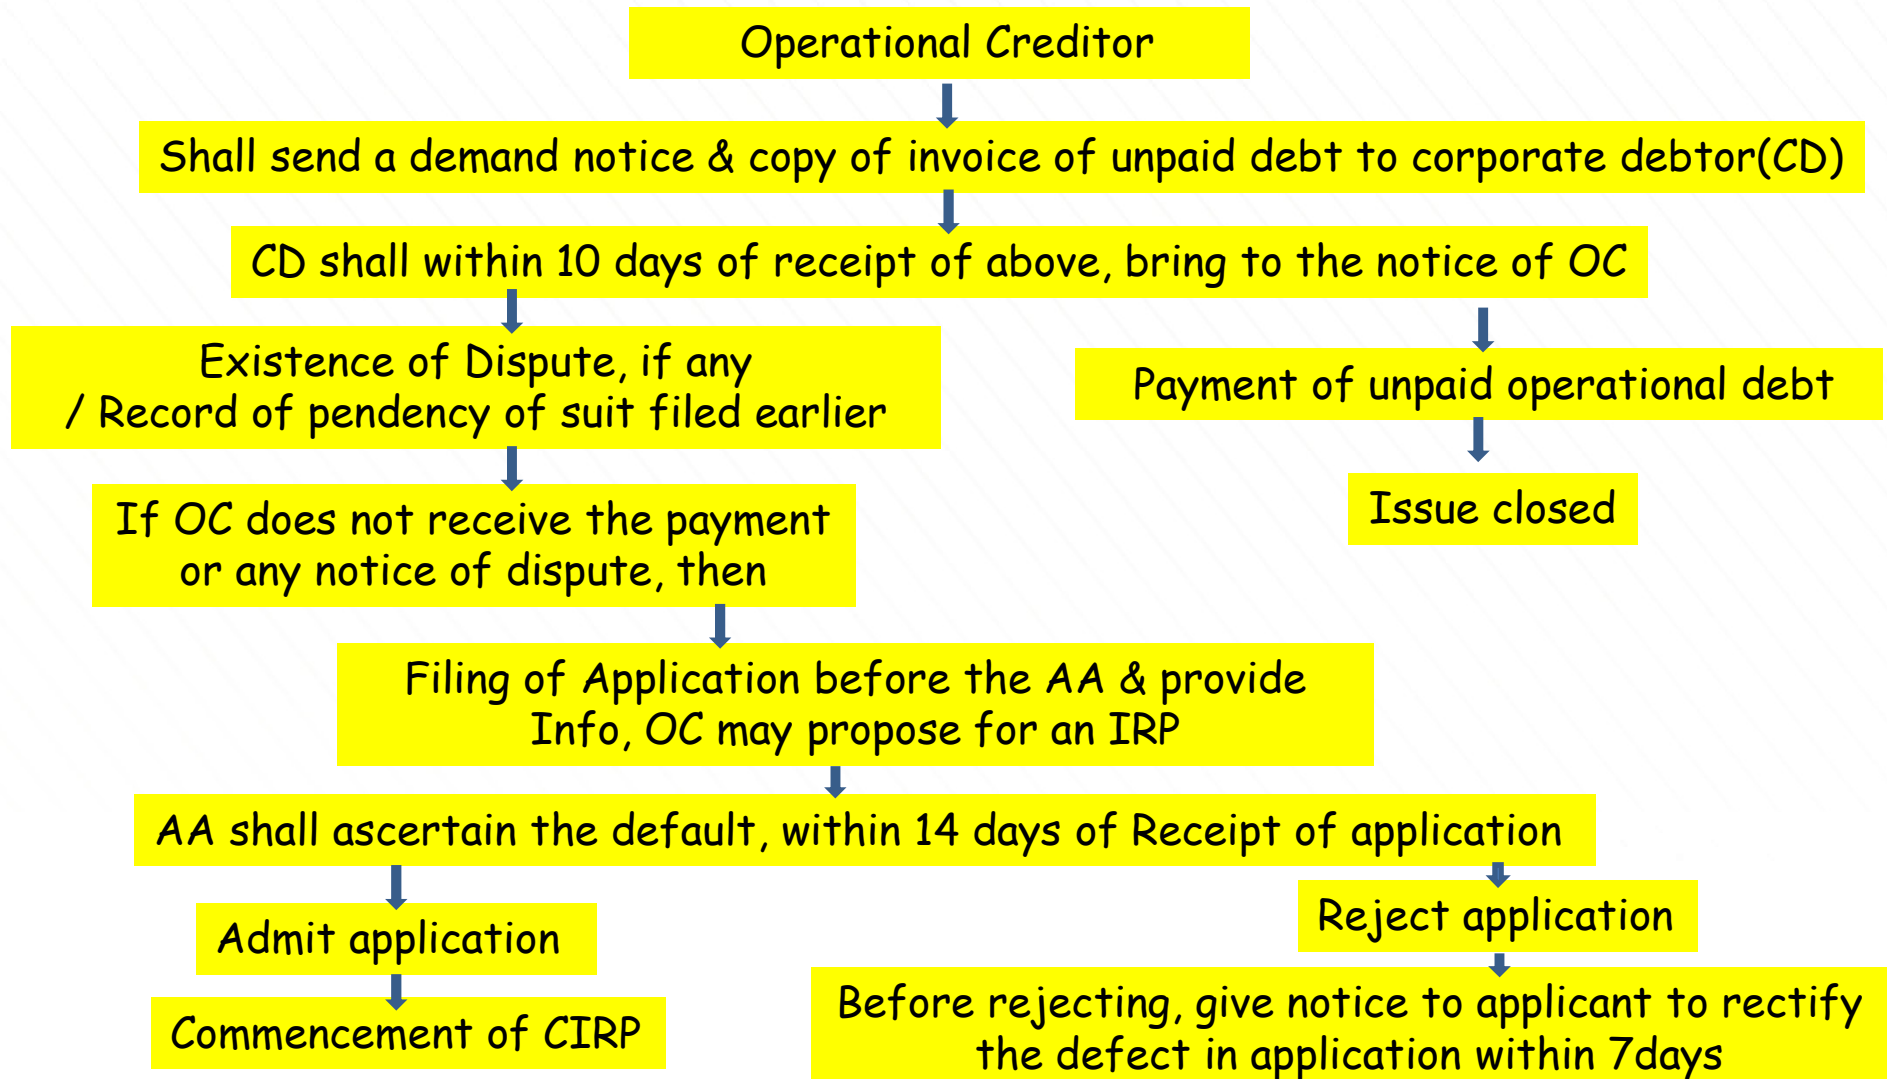 Operational Creditor
Shall send a demand notice & copy of invoice of unpaid debt to corporate debtor(CD)
CD shall within 10 days of receipt of above, bring to the notice of OC
Existence of Dispute, if any
/ Record of pendency of suit filed earlier
Payment of unpaid operational debt
If OC does not receive the payment
or any notice of dispute, then
Issue closed
Filing of Application before the AA & provide
Info, OC may propose for an IRP
AA shall ascertain the default, within 14 days of Receipt of application
Admit application
Reject application
Commencement of CIRP
Before rejecting, give notice to applicant to rectify
the defect in application within 7days